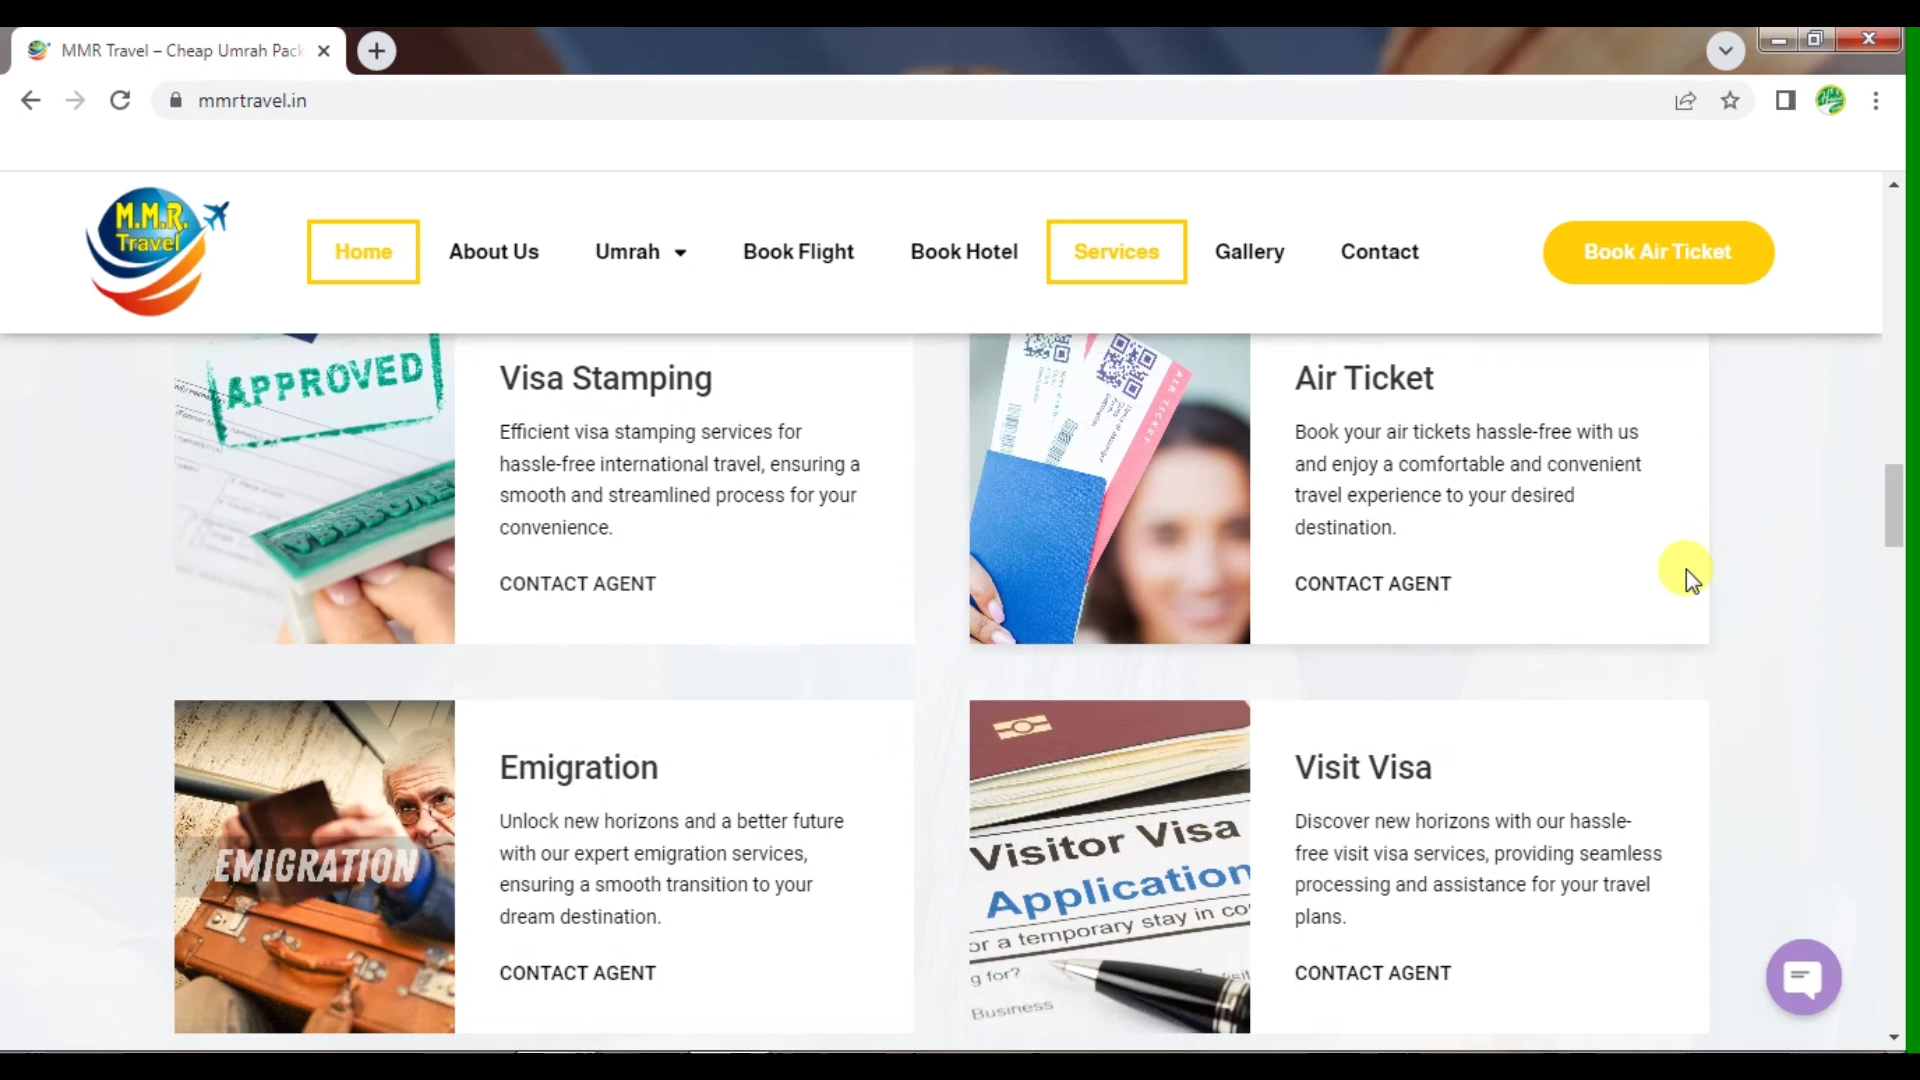 MMR Travel – Cheap Umrah Pack
mmrtravel.in
M.M.R.
Travel
Home
About Us
Umrah
Book Flight
Book Hotel
Services
Gallery
Contact
Book Air Ticket
APPROVED
Visa Stamping
Efficient visa stamping services for
hassle-free international travel, ensuring a
smooth and streamlined process for your
convenience.
CONTACT AGENT
AIR TICKET
Air Ticket
Book your air tickets hassle-free with us
and enjoy a comfortable and convenient
travel experience to your desired
destination.
CONTACT AGENT
EMIGRATION
Emigration
Unlock new horizons and a better future
with our expert emigration services,
ensuring a smooth transition to your
dream destination.
CONTACT AGENT
Visitor Visa
Application
or a temporary stay in co
g for?
Business
Visit Visa
Discover new horizons with our hassle-
free visit visa services, providing seamless
processing and assistance for your travel
plans.
CONTACT AGENT